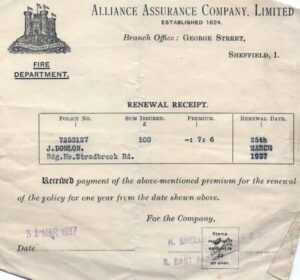 ALLIANCE ASSURANCE COMPANY, LIMITED
ESTABLISHED 1824.
Branch Office: GEORGE STREET,
SHEFFIELD, 1.
FIRE
DEPARTMENT.
RENEWAL RECEIPT.
POLICY No. SUM INSURED. PREMIUM. RENEWAL DATE.
£
7253127 500 -: 7: 6 25th
J.DONLON. MARCH
Bdg.Ho.Stradbrook Rd. 1937
Received payment of the above-mentioned premium for the renewal
of the policy for one year from the date shown above.
For the Company,
31 MAR 1937
Date
H. 
EAST